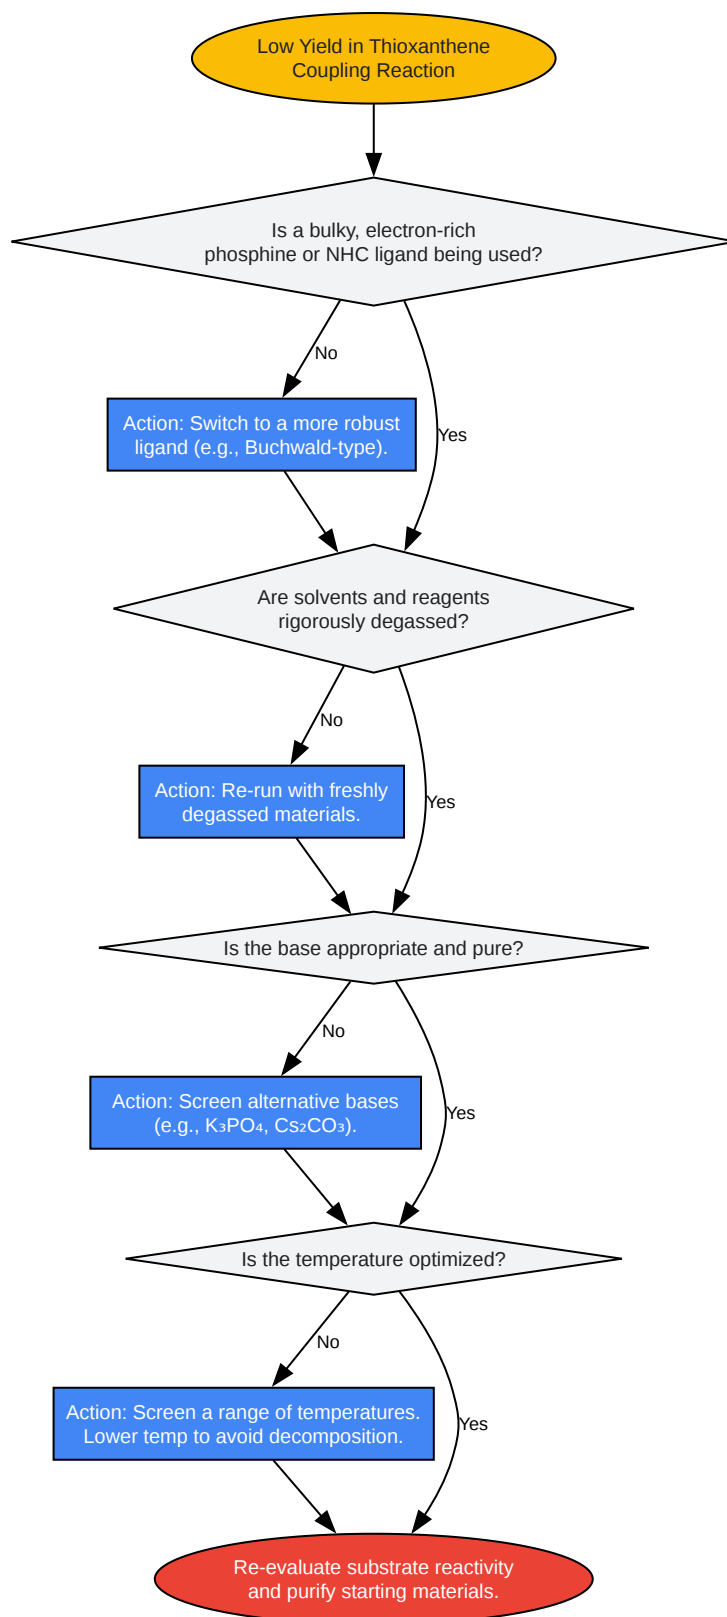 Low Yield in Thioxanthene
Coupling Reaction
Is a bulky, electron-rich
phosphine or NHC ligand being used?
No
Action: Switch to a more robust
ligand (e.g., Buchwald-type).
Yes
Are solvents and reagents
rigorously degassed?
No
Action: Re-run with freshly
degassed materials.
Yes
Is the base appropriate and pure?
No
Action: Screen alternative bases
(e.g., K₃PO₄, Cs₂CO₃).
Yes
Is the temperature optimized?
No
Action: Screen a range of temperatures.
Lower temp to avoid decomposition.
Yes
Re-evaluate substrate reactivity
and purify starting materials.